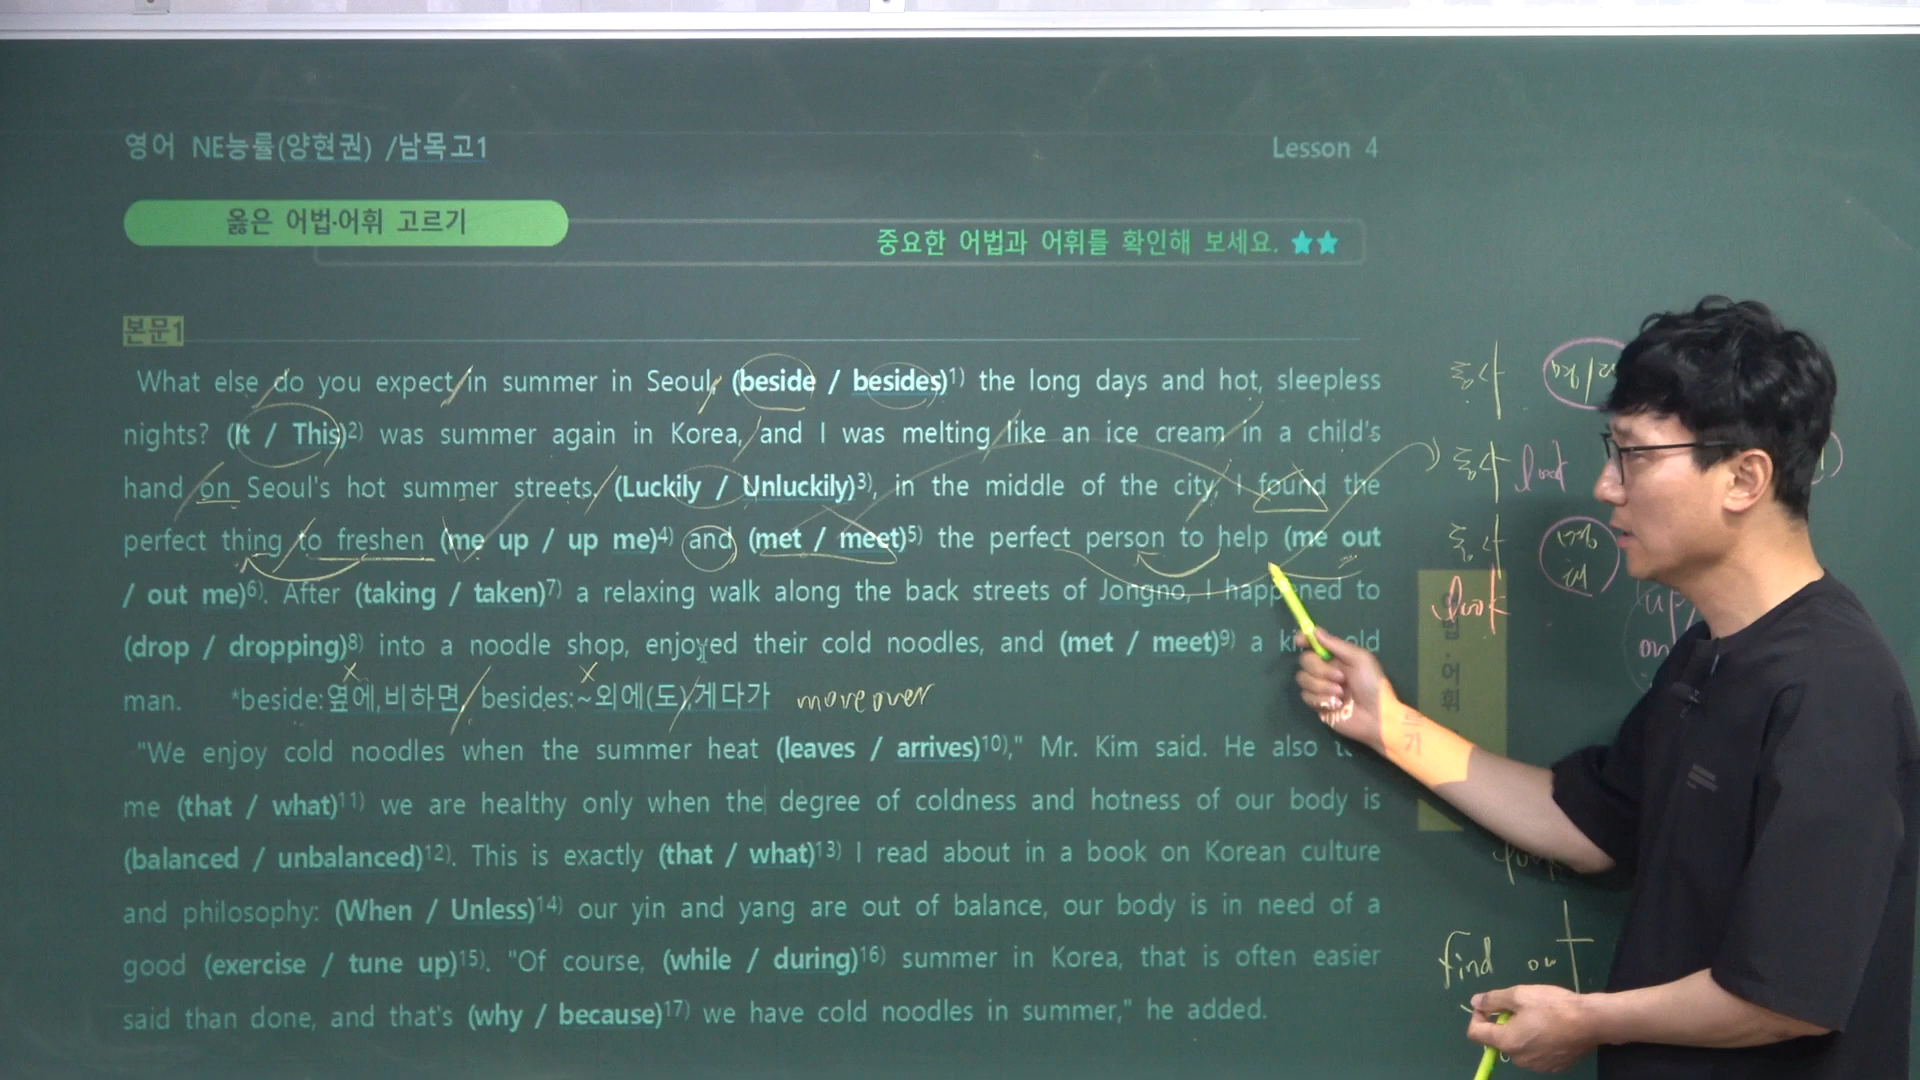 영어 NE능률(양현권) /남목고1
Lesson 4
옳은 어법·어휘 고르기
중요한 어법과 어휘를 확인해 보세요. ★★
본문1
What else do you expect in summer in Seoul, (beside / besides)1) the long days and hot, sleepless
nights? (It / This)2) was summer again in Korea, and I was melting like an ice cream in a child's
hand on Seoul's hot summer streets. (Luckily / Unluckily)3), in the middle of the city, I found the
perfect thing to freshen (me up / up me)4) and (met / meet)5) the perfect person to help (me out
/ out me)6). After (taking / taken)7) a relaxing walk along the back streets of Jongno, I happened to
(drop / dropping)8) into a noodle shop, enjoyed their cold noodles, and (met / meet)9) a old
man. *beside:옆에,비하면, besides:~외에(도),게다가 moreover
"We enjoy cold noodles when the summer heat (leaves / arrives)10)," Mr. Kim said. He also
me (that / what)11) we are healthy only when the degree of coldness and hotness of our body is
(balanced / unbalanced)12). This is exactly (that / what)13) I read about in a book on Korean culture
and philosophy: (When / Unless)14) our yin and yang are out of balance, our body is in need of a
good (exercise / tune up)15). "Of course, (while / during)16) summer in Korea, that is often easier
said than done, and that's (why / because)17) we have cold noodles in summer," he added.
동사
동사 look
동사
look
up
on
find out